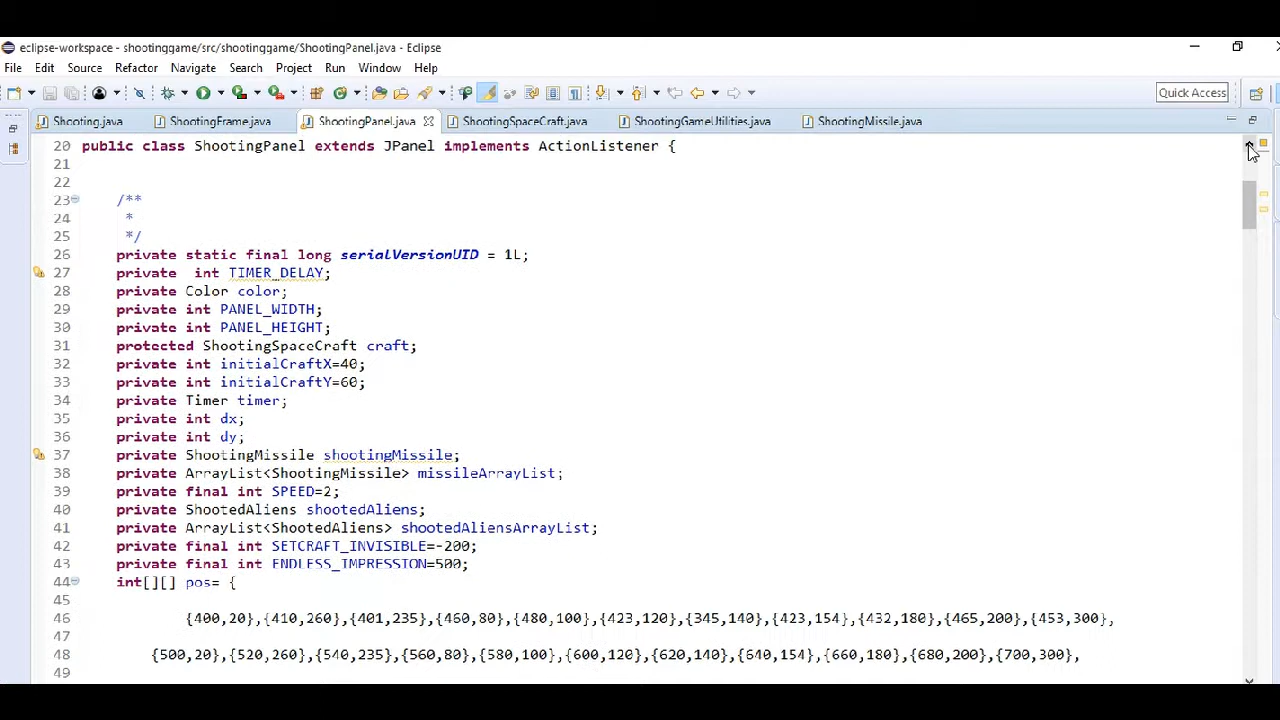 eclipse-workspace - shootinggame/src/shootinggame/ShootingPanel.java - Eclipse
File Edit Source Refactor Navigate Search Project Run Window Help
Quick Access
Shooting.java ShootingFrame.java ShootingPanel.java ShootingSpaceCraft.java ShootingGameUtilities.java ShootingMissile.java
20 public class ShootingPanel extends JPanel implements ActionListener {
21
22
23 /**
24 *
25 */
26 private static final long serialVersionUID = 1L;
27 private  int TIMER_DELAY;
28 private Color color;
29 private int PANEL_WIDTH;
30 private int PANEL_HEIGHT;
31 protected ShootingSpaceCraft craft;
32 private int initialCraftX=40;
33 private int initialCraftY=60;
34 private Timer timer;
35 private int dx;
36 private int dy;
37 private ShootingMissile shootingMissile;
38 private ArrayList<ShootingMissile> missileArrayList;
39 private final int SPEED=2;
40 private ShootedAliens shootedAliens;
41 private ArrayList<ShootedAliens> shootedAliensArrayList;
42 private final int SETCRAFT_INVISIBLE=-200;
43 private final int ENDLESS_IMPRESSION=500;
44 int[][] pos= {
45
46 {400,20},{410,260},{401,235},{460,80},{480,100},{423,120},{345,140},{423,154},{432,180},{465,200},{453,300},
47
48 {500,20},{520,260},{540,235},{560,80},{580,100},{600,120},{620,140},{640,154},{660,180},{680,200},{700,300},
49